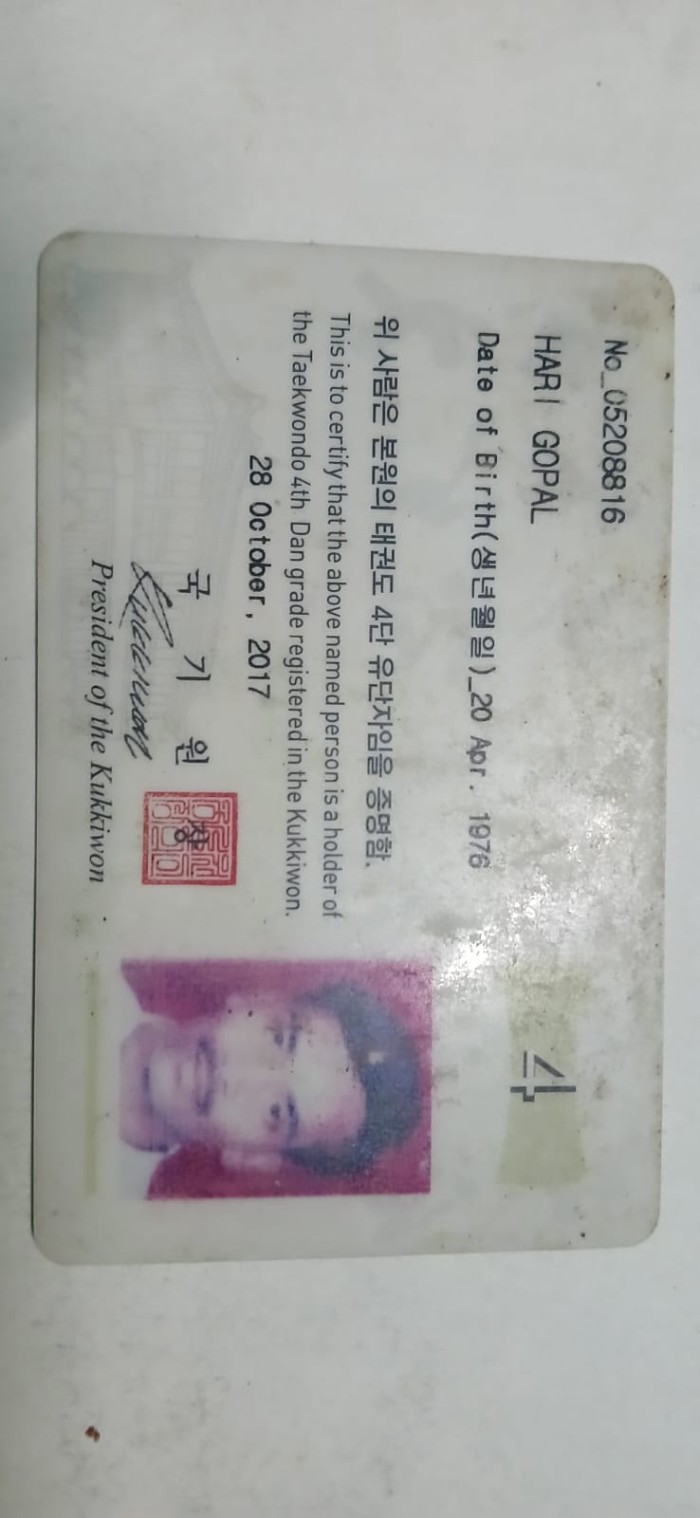 No_05208816
4
HARI GOPAL
Date of Birth(생년월일)_20 Apr. 1976
위 사람은 본원의 태권도 4단 유단자임을 증명함.
This is to certify that the above named person is a holder of
the Taekwondo 4th Dan grade registered in the Kukkiwon.
28 October, 2017
국 기 원 장
Kukkiwon
President of the Kukkiwon